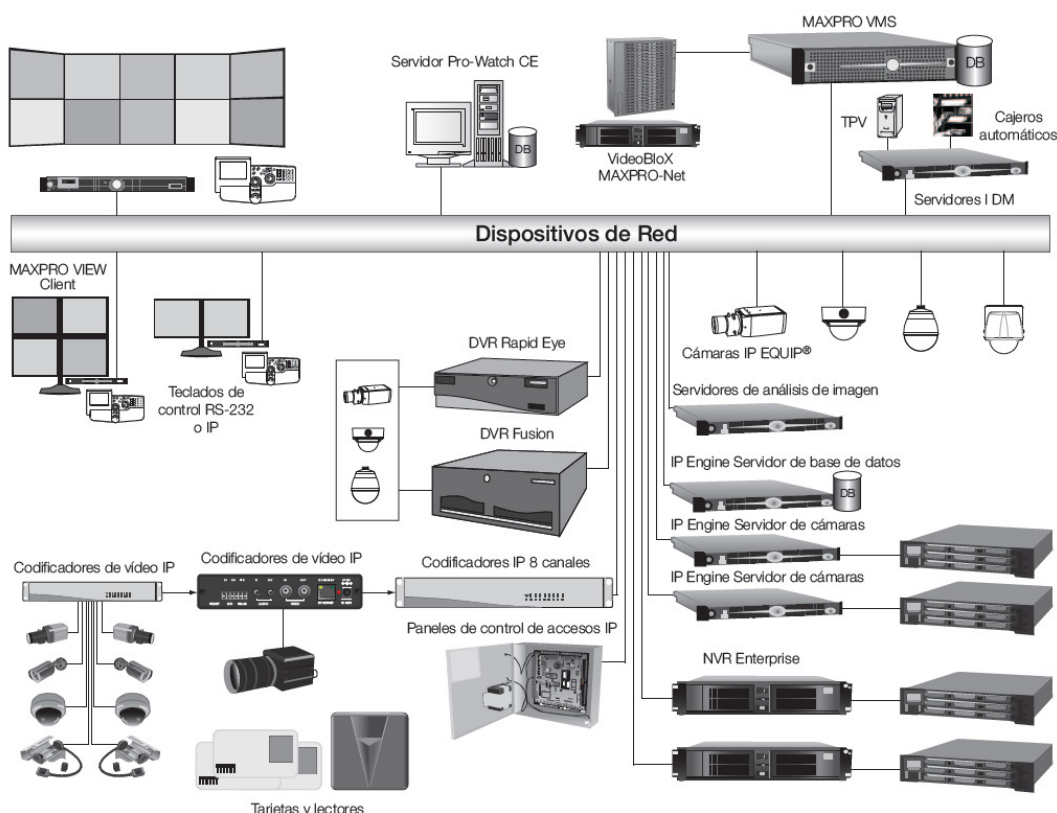 MAXPRO VMS
DB
Servidor Pro-Watch CE
DB
TPV
Cajeros
automáticos
VideoBloX
MAXPRO-Net
Servidores I DM
Dispositivos de Red
MAXPRO VIEW
Client
Teclados de
control RS-232
o IP
DVR Rapid Eye
Cámaras IP EQUIP®
Servidores de análisis de imagen
DVR Fusion
IP Engine Servidor de base de datos
DB
IP Engine Servidor de cámaras
Codificadores de vídeo IP
Codificadores de vídeo IP
Codificadores IP 8 canales
IP Engine Servidor de cámaras
Paneles de control de accesos IP
NVR Enterprise
Tarjetas y lectores